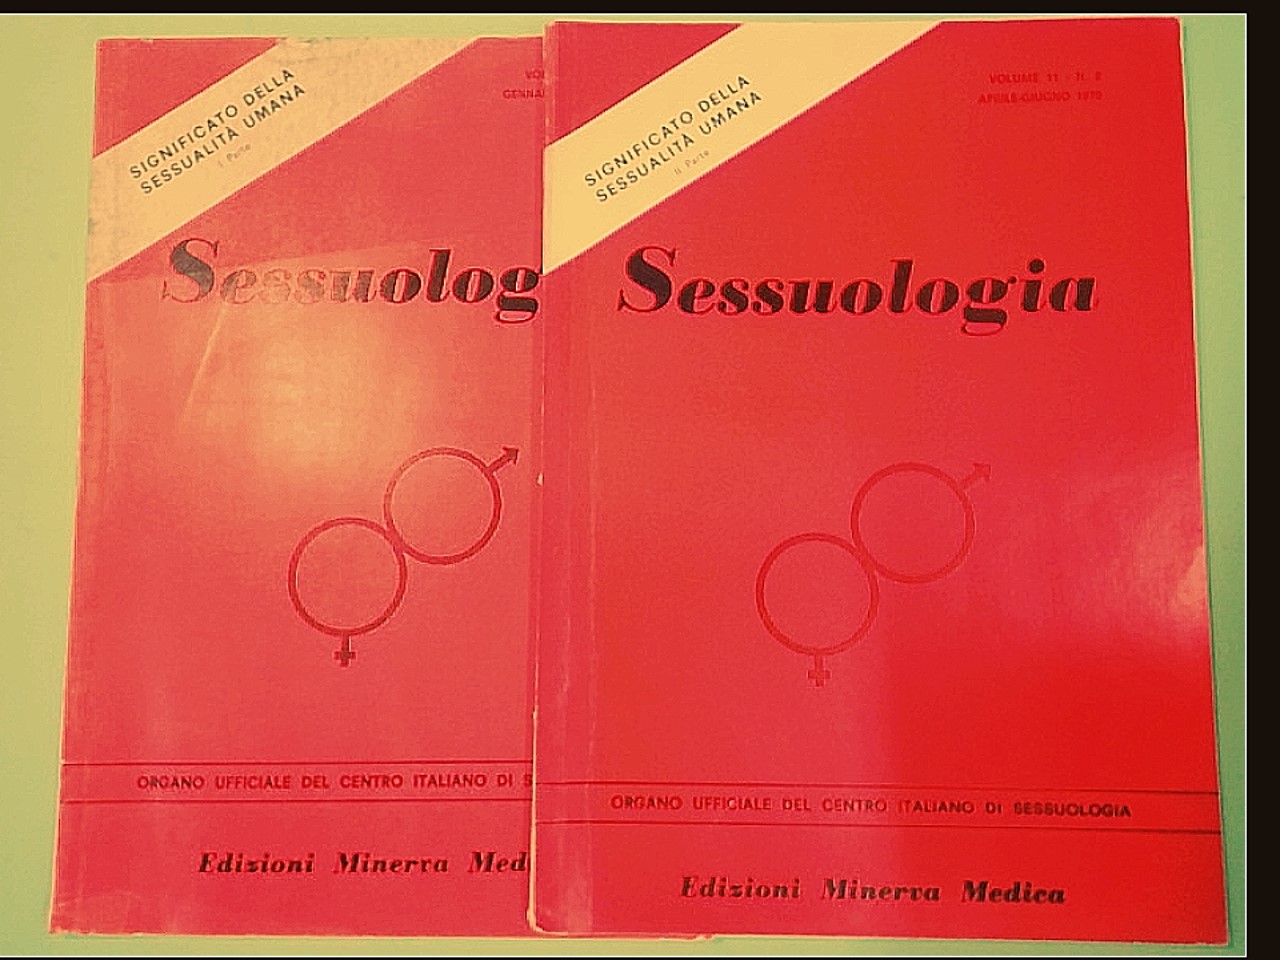 SIGNIFICATO DELLA
SESSUALITÀ UMANA
I Parte
VOL
GENNA
Sessuolog
ORGANO UFFICIALE DEL CENTRO ITALIANO DI S
Edizioni Minerva Med
SIGNIFICATO DELLA
SESSUALITÀ UMANA
II Parte
VOLUME 11 - N. 2
APRILE-GIUGNO 1970
Sessuologia
ORGANO UFFICIALE DEL CENTRO ITALIANO DI SESSUOLOGIA
Edizioni Minerva Medica